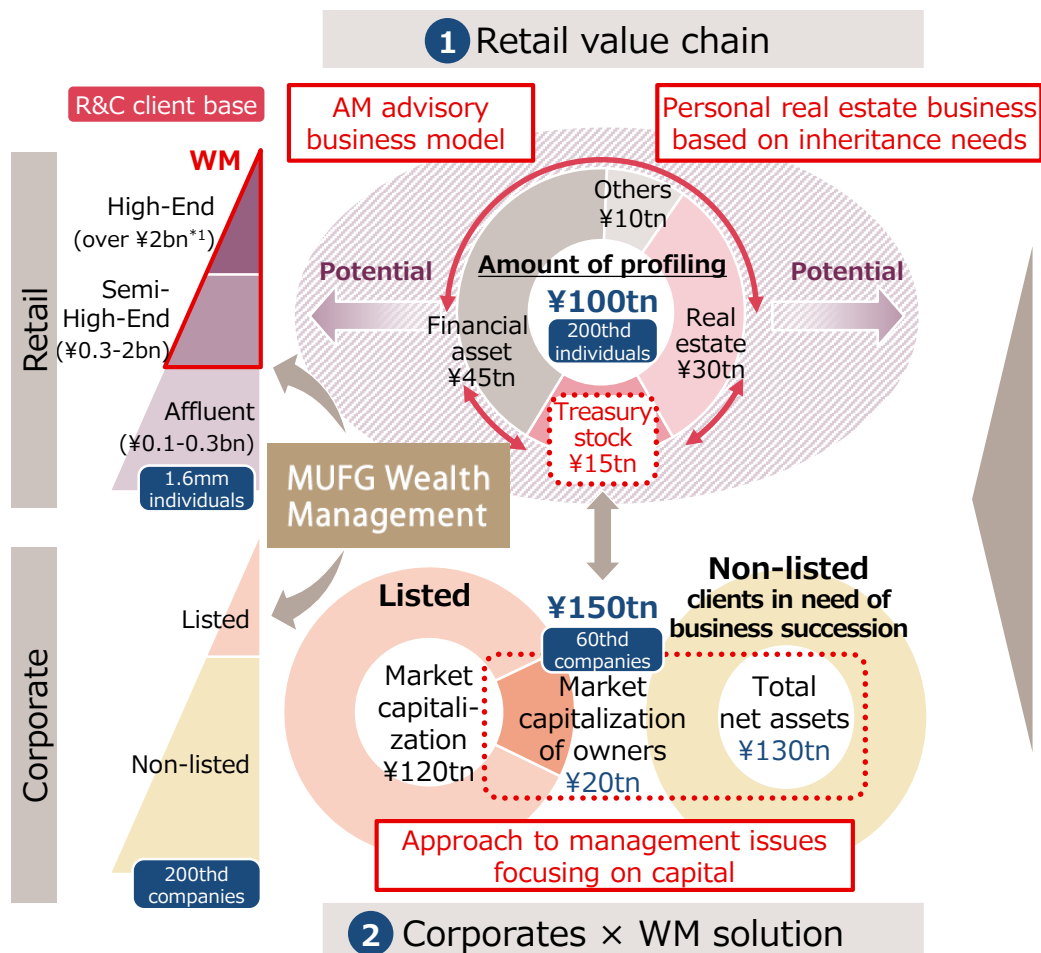 1 Retail value chain
R&C client base
AM advisory
business model
Personal real estate business
based on inheritance needs
Retail
WM
High-End
(over ¥2bn*1)
Semi-
High-End
(¥0.3-2bn)
Affluent
(¥0.1-0.3bn)
1.6mm
individuals
Potential
Potential
Others
¥10tn
Amount of profiling
¥100tn
200thd
individuals
Financial
asset
¥45tn
Real
estate
¥30tn
Treasury
stock
¥15tn
MUFG Wealth
Management
Corporate
Listed
Non-listed
200thd
companies
Listed
Market
capitali-
zation
¥120tn
¥150tn
60thd
companies
Market
capitalization
of owners
¥20tn
Non-listed
clients in need of
business succession
Total
net assets
¥130tn
Approach to management issues
focusing on capital
2 Corporates × WM solution